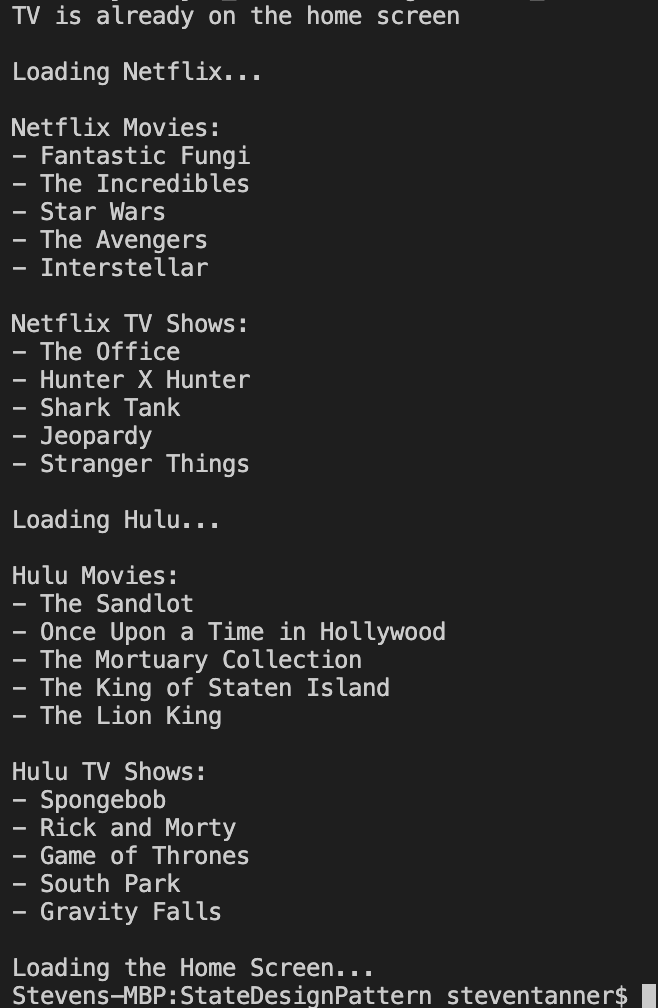 TV is already on the home screen
Loading Netflix...
Netflix Movies:
- Fantastic Fungi
- The Incredibles
- Star Wars
- The Avengers
- Interstellar
Netflix TV Shows:
- The Office
- Hunter X Hunter
- Shark Tank
- Jeopardy
- Stranger Things
Loading Hulu...
Hulu Movies:
- The Sandlot
- Once Upon a Time in Hollywood
- The Mortuary Collection
- The King of Staten Island
- The Lion King
Hulu TV Shows:
- Spongebob
- Rick and Morty
- Game of Thrones
- South Park
- Gravity Falls
Loading the Home Screen...
Stevens-MBP:StateDesignPattern steventanner$